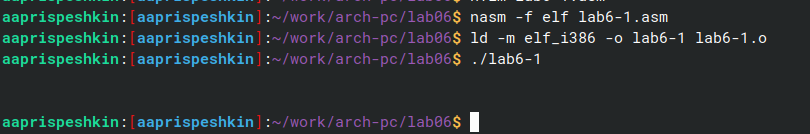 aaprispeshkin:[aaprispeshkin]:~/work/arch-pc/lab06$ nasm -f elf lab6-1.asm
aaprispeshkin:[aaprispeshkin]:~/work/arch-pc/lab06$ ld -m elf_i386 -o lab6-1 lab6-1.o
aaprispeshkin:[aaprispeshkin]:~/work/arch-pc/lab06$ ./lab6-1
aaprispeshkin:[aaprispeshkin]:~/work/arch-pc/lab06$